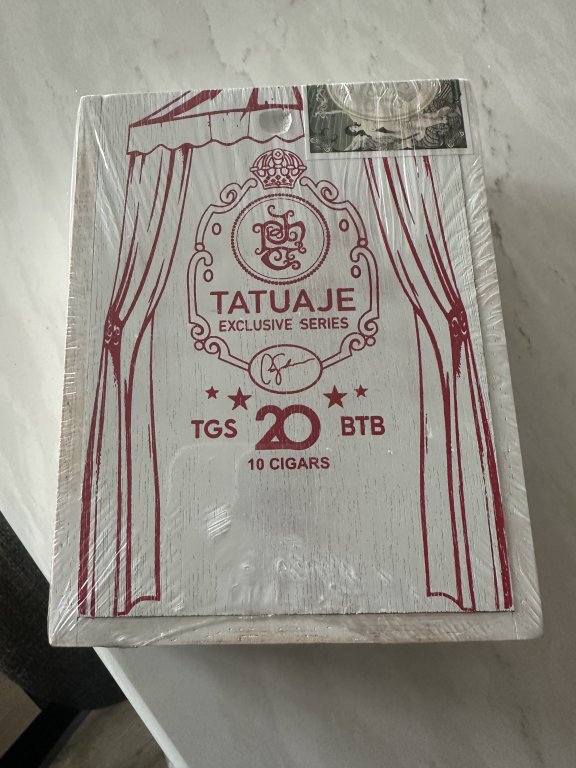 TATUAJE
EXCLUSIVE SERIES
TGS 20 BTB
10 CIGARS